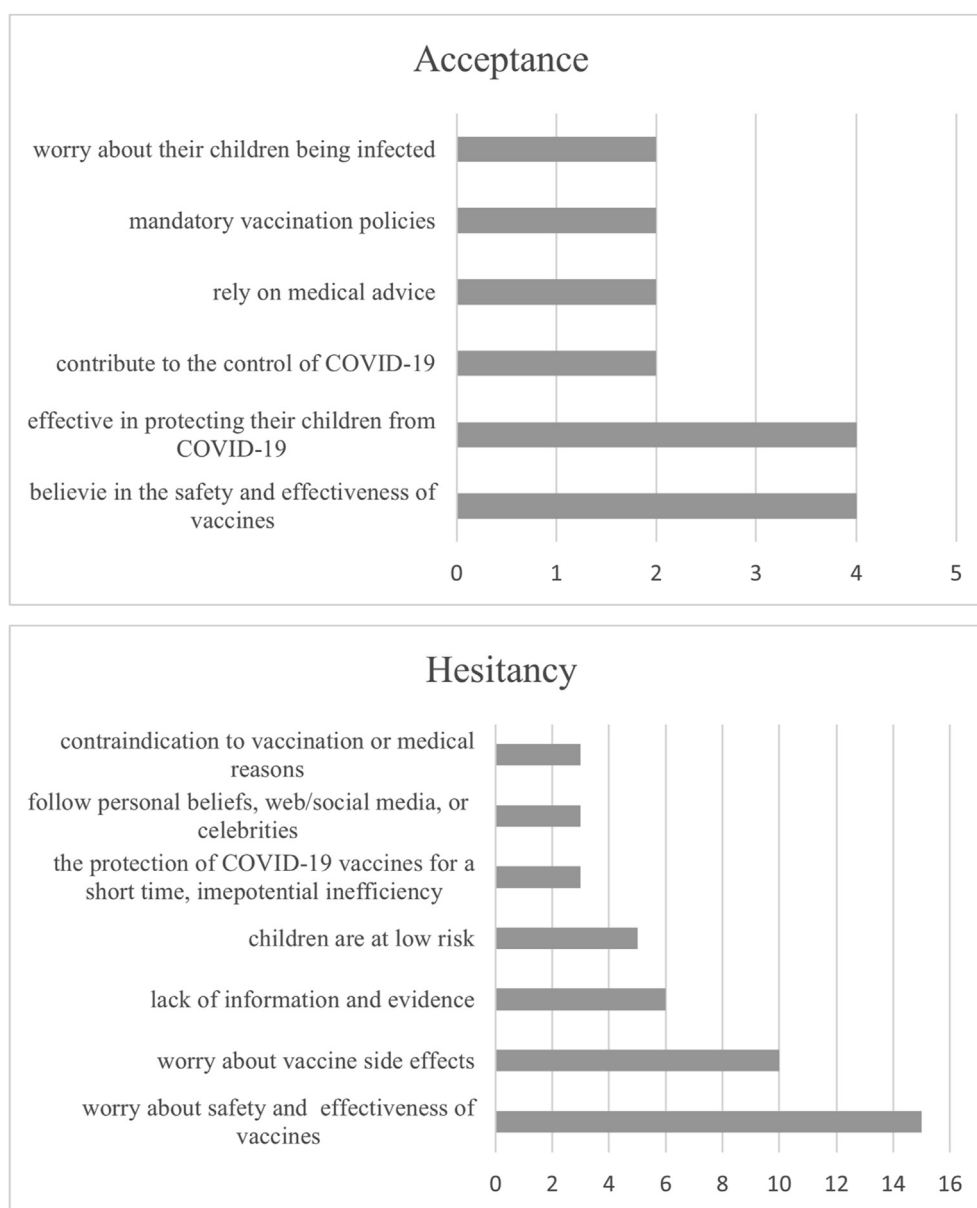 Acceptance
worry about their children being infected
mandatory vaccination policies
rely on medical advice
contribute to the control of COVID-19
effective in protecting their children from
COVID-19
believie in the safety and effectiveness of
vaccines
0 1 2 3 4 5
Hesitancy
contraindication to vaccination or medical
reasons
follow personal beliefs, web/social media, or
celebrities
the protection of COVID-19 vaccines for a
short time, imepotential inefficiency
children are at low risk
lack of information and evidence
worry about vaccine side effects
worry about safety and  effectiveness of
vaccines
0 2 4 6 8 10 12 14 16